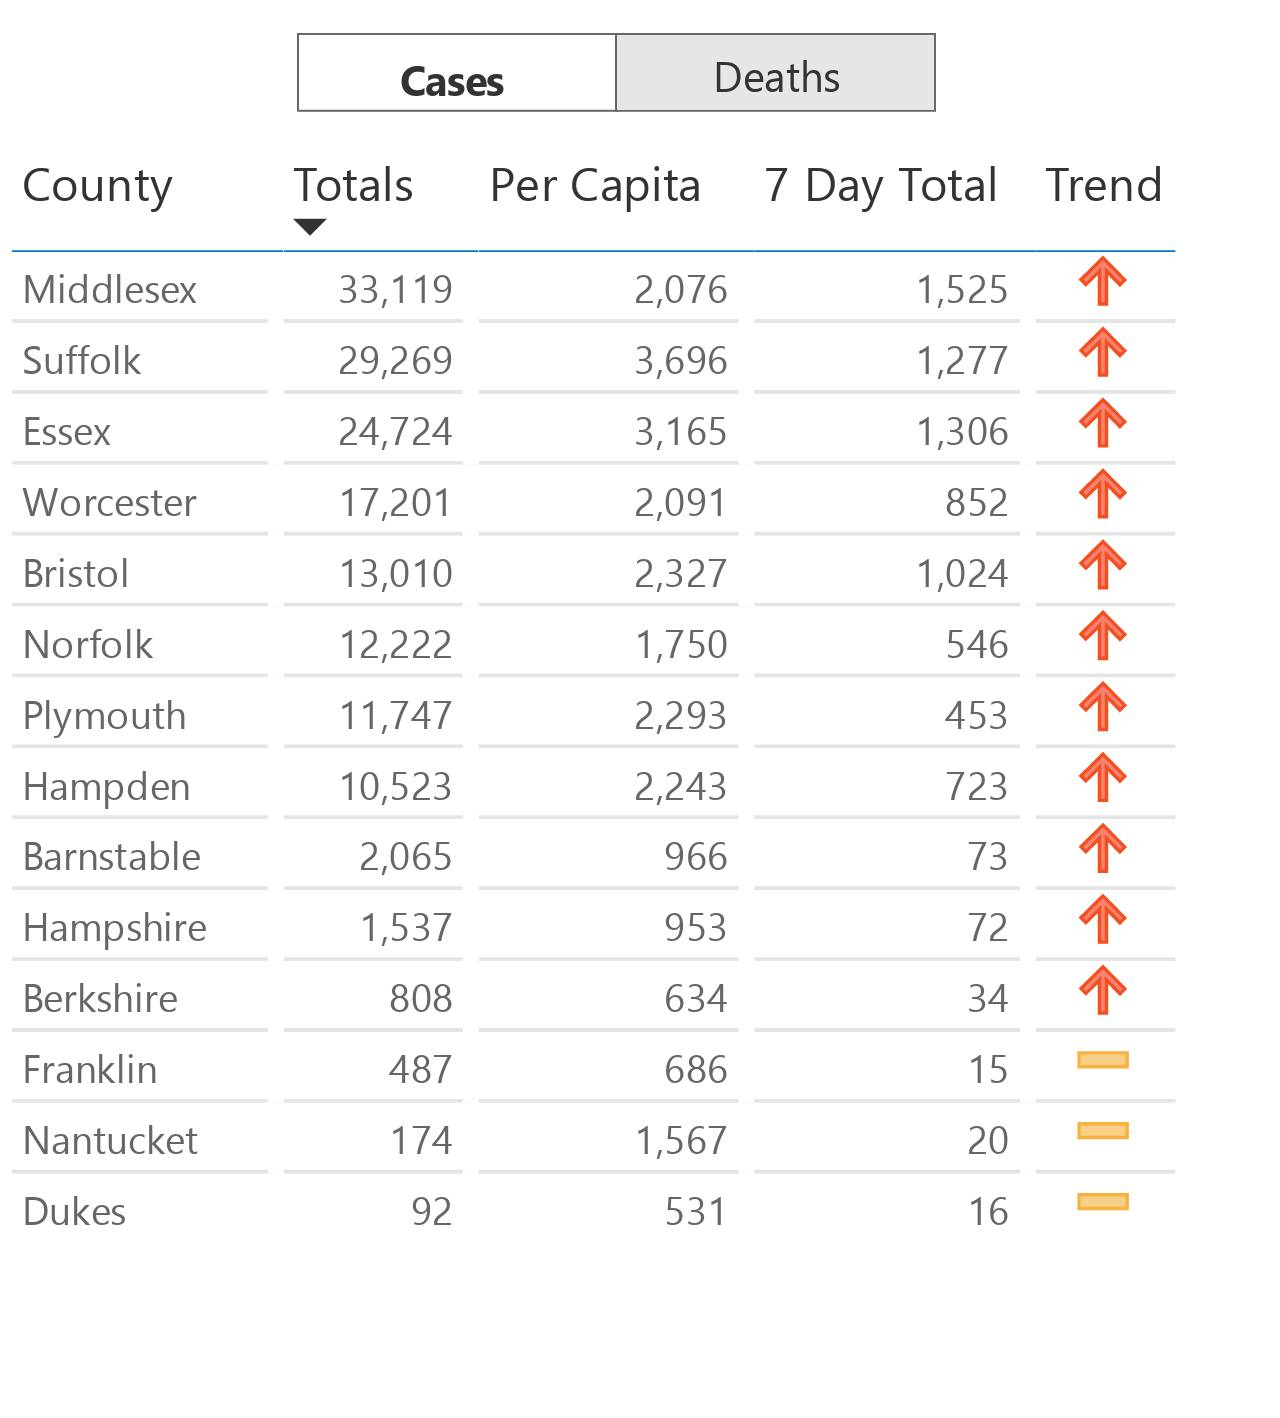 Cases Deaths
County Totals Per Capita 7 Day Total Trend
Middlesex 33,119 2,076 1,525
Suffolk 29,269 3,696 1,277
Essex 24,724 3,165 1,306
Worcester 17,201 2,091 852
Bristol 13,010 2,327 1,024
Norfolk 12,222 1,750 546
Plymouth 11,747 2,293 453
Hampden 10,523 2,243 723
Barnstable 2,065 966 73
Hampshire 1,537 953 72
Berkshire 808 634 34
Franklin 487 686 15
Nantucket 174 1,567 20
Dukes 92 531 16